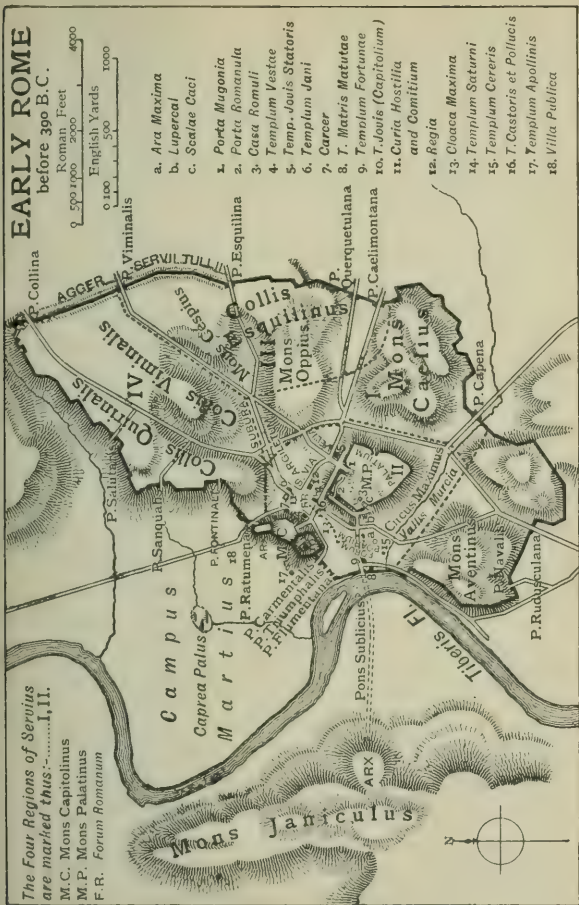 EARLY ROME
before 390 B.C.
Roman Feet
0 500 1000 2000 4000
English Yards
0 100 500 1000
a. Ara Maxima
b. Lupercal
c. Scalae Caci
1. Porta Mugonia
2. Porta Romanula
3. Casa Romuli
4. Templum Vestae
5. Temp. Jovis Statoris
6. Templum Jani
7. Carcer
8. T. Matris Matutae
9. Templum Fortunae
10. T. Jouis (Capitolium)
11. Curia Hostilia
and Comitium
12. Regia
13. Cloaca Maxima
14. Templum Saturni
15. Templum Cereris
16. T. Castoris et Pollucis
17. Templum Apollinis
18. Villa Publica
The Four Regions of Servius
are marked thus:-......I, II.
M.C. Mons Capitolinus
M.P. Mons Palatinus
F.R. Forum Romanum
P. Collina
AGGER SERVII TULLII
P. Viminalis
P. Esquilina
P. Querquetulana
P. Caelimontana
P. Capena
Collis Quirinalis
IV
Collis Viminalis
Mons Cespius
III
Collis Esquilinus
Mons Oppius
I
Mons Caelius
P. Salutaris
P. Sanqualis
P. FONTINALIS
P. Ratumena
18
ARX
M.C.
17
P. Carmentalis
P. Triumphalis
P. Flumentana
SUBURA
M.P.
II
Circus Maximus
Vallis Murcia
Mons Aventinus
P. Navalis
P. Rudusculana
Campus Martius
Caprea Palus
Pons Sublicius
Tiberis Fl.
ARX
Mons Janiculus
N